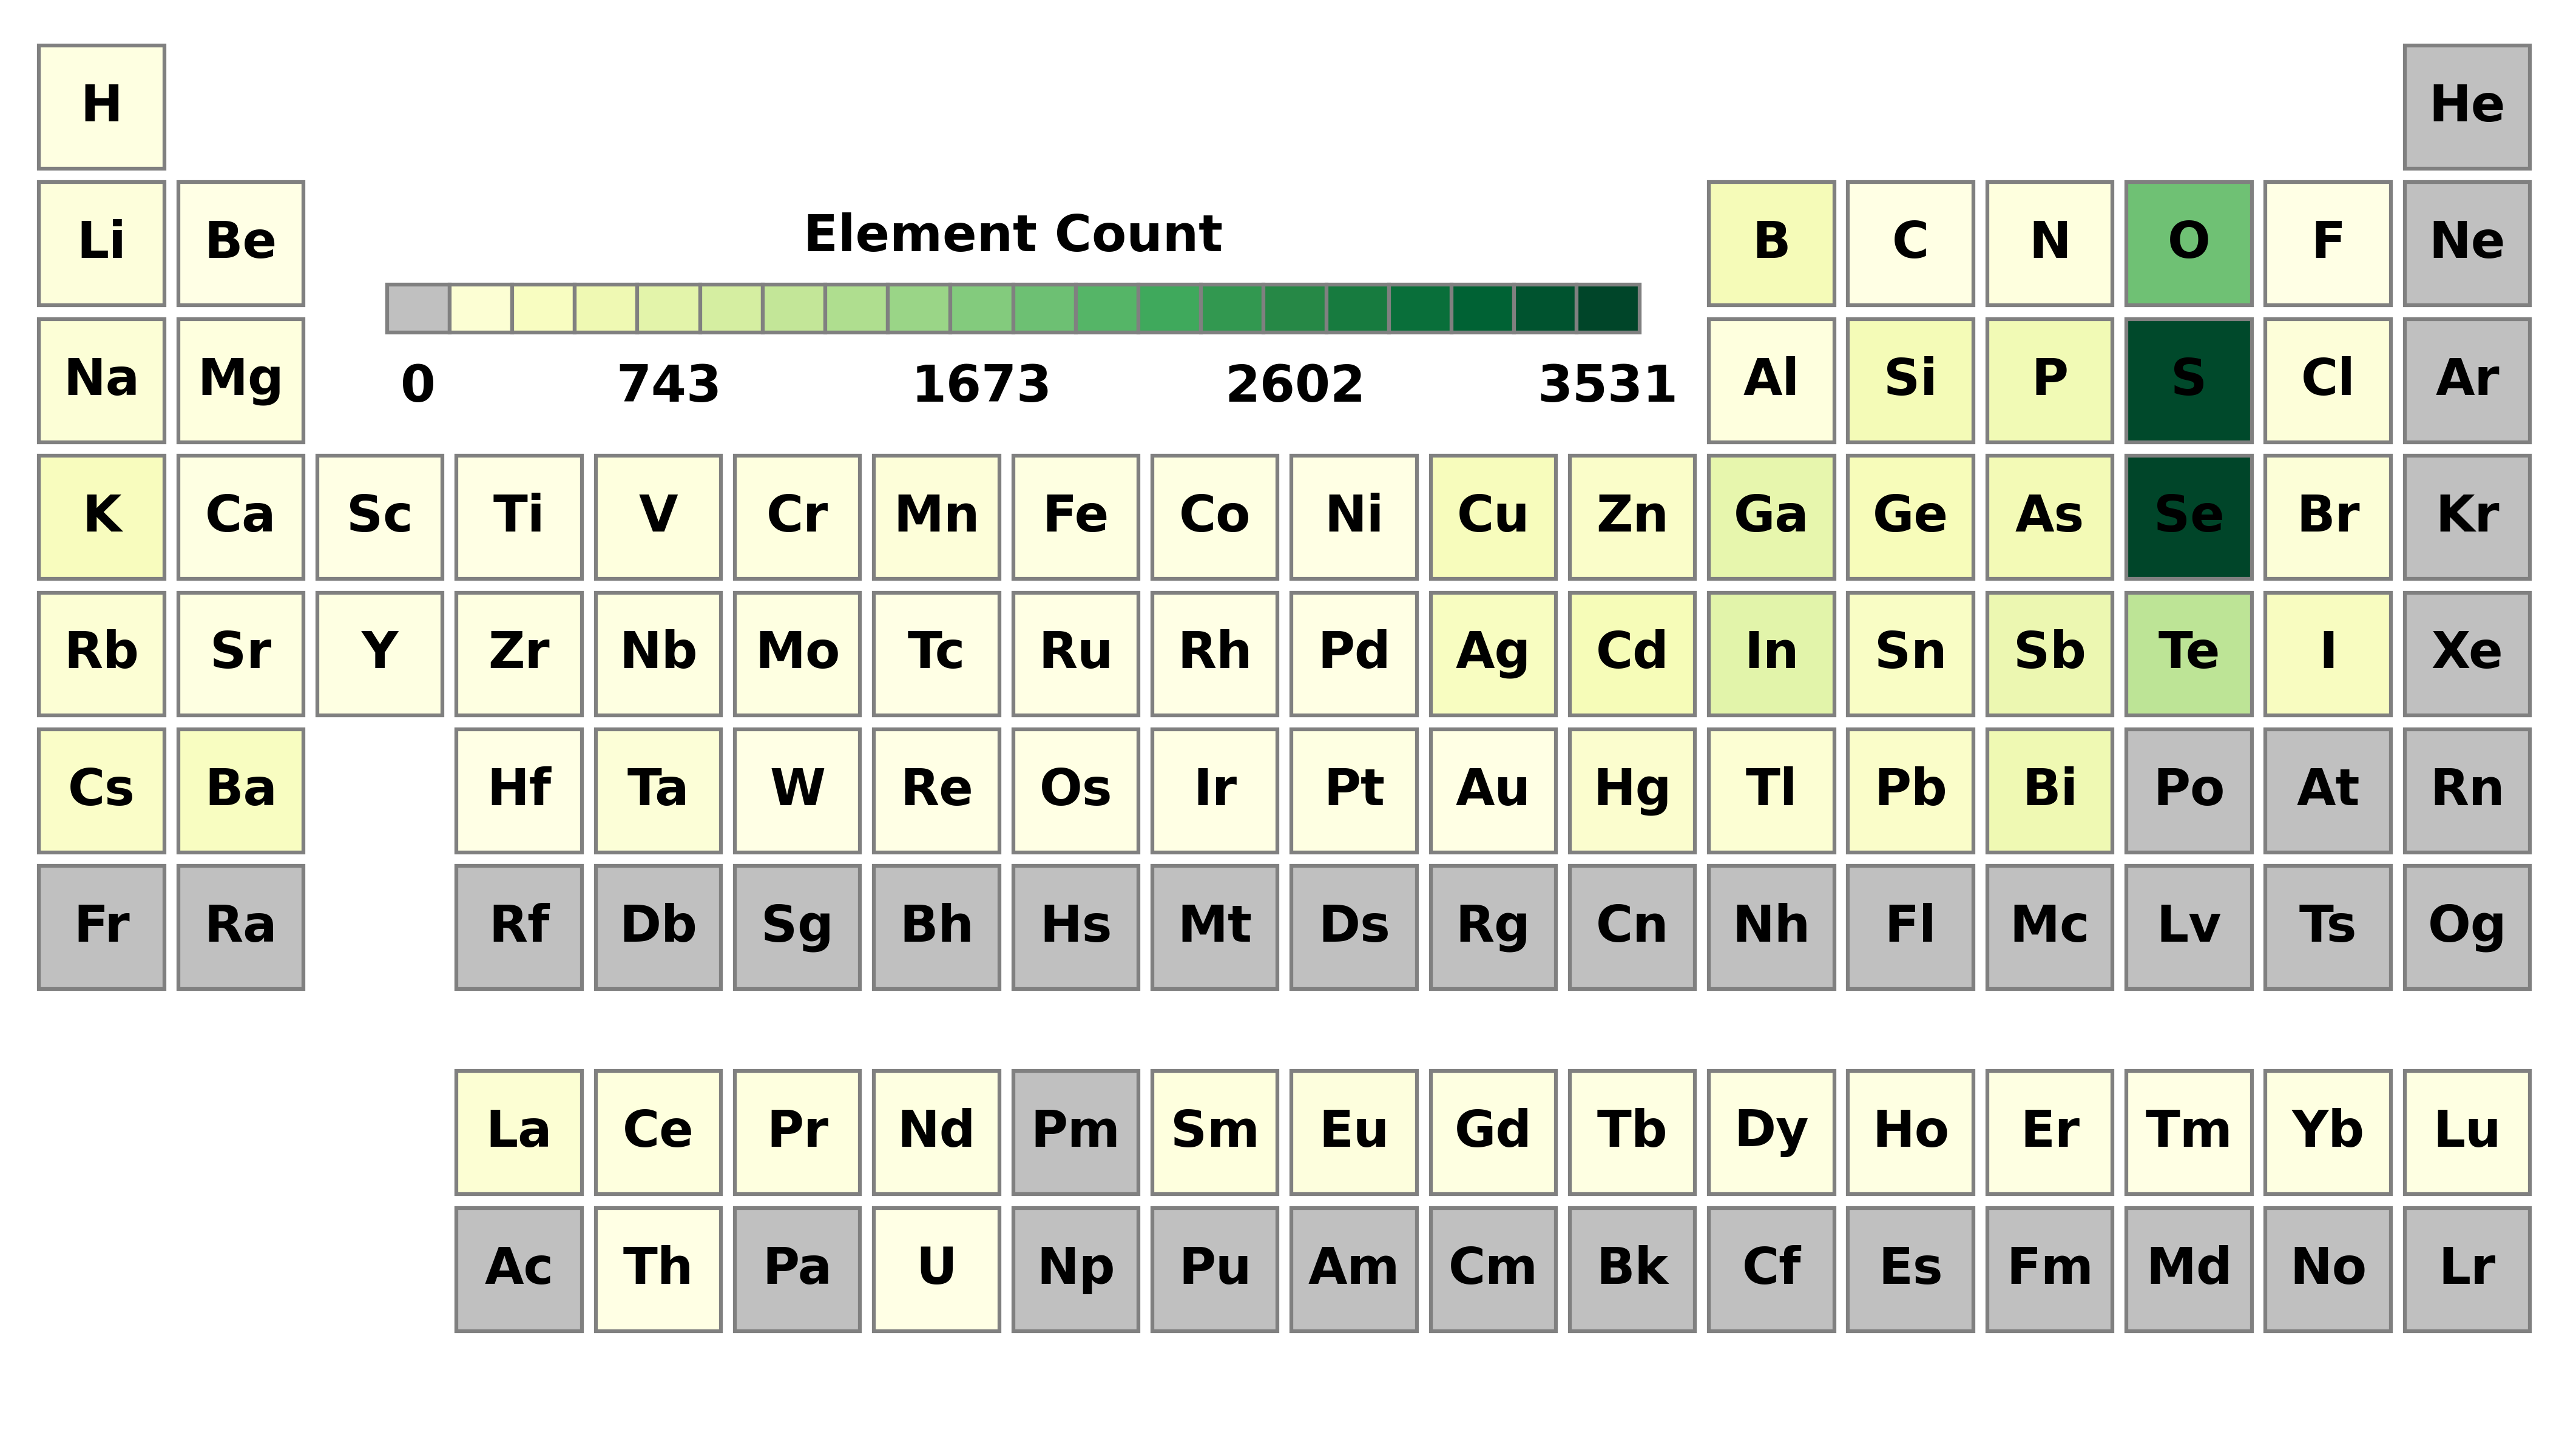 H He
Li Be B C N O F Ne
Element Count
Na Mg Al Si P S Cl Ar
0 743 1673 2602 3531
K Ca Sc Ti V Cr Mn Fe Co Ni Cu Zn Ga Ge As Se Br Kr
Rb Sr Y Zr Nb Mo Tc Ru Rh Pd Ag Cd In Sn Sb Te I Xe
Cs Ba Hf Ta W Re Os Ir Pt Au Hg Tl Pb Bi Po At Rn
Fr Ra Rf Db Sg Bh Hs Mt Ds Rg Cn Nh Fl Mc Lv Ts Og
La Ce Pr Nd Pm Sm Eu Gd Tb Dy Ho Er Tm Yb Lu
Ac Th Pa U Np Pu Am Cm Bk Cf Es Fm Md No Lr